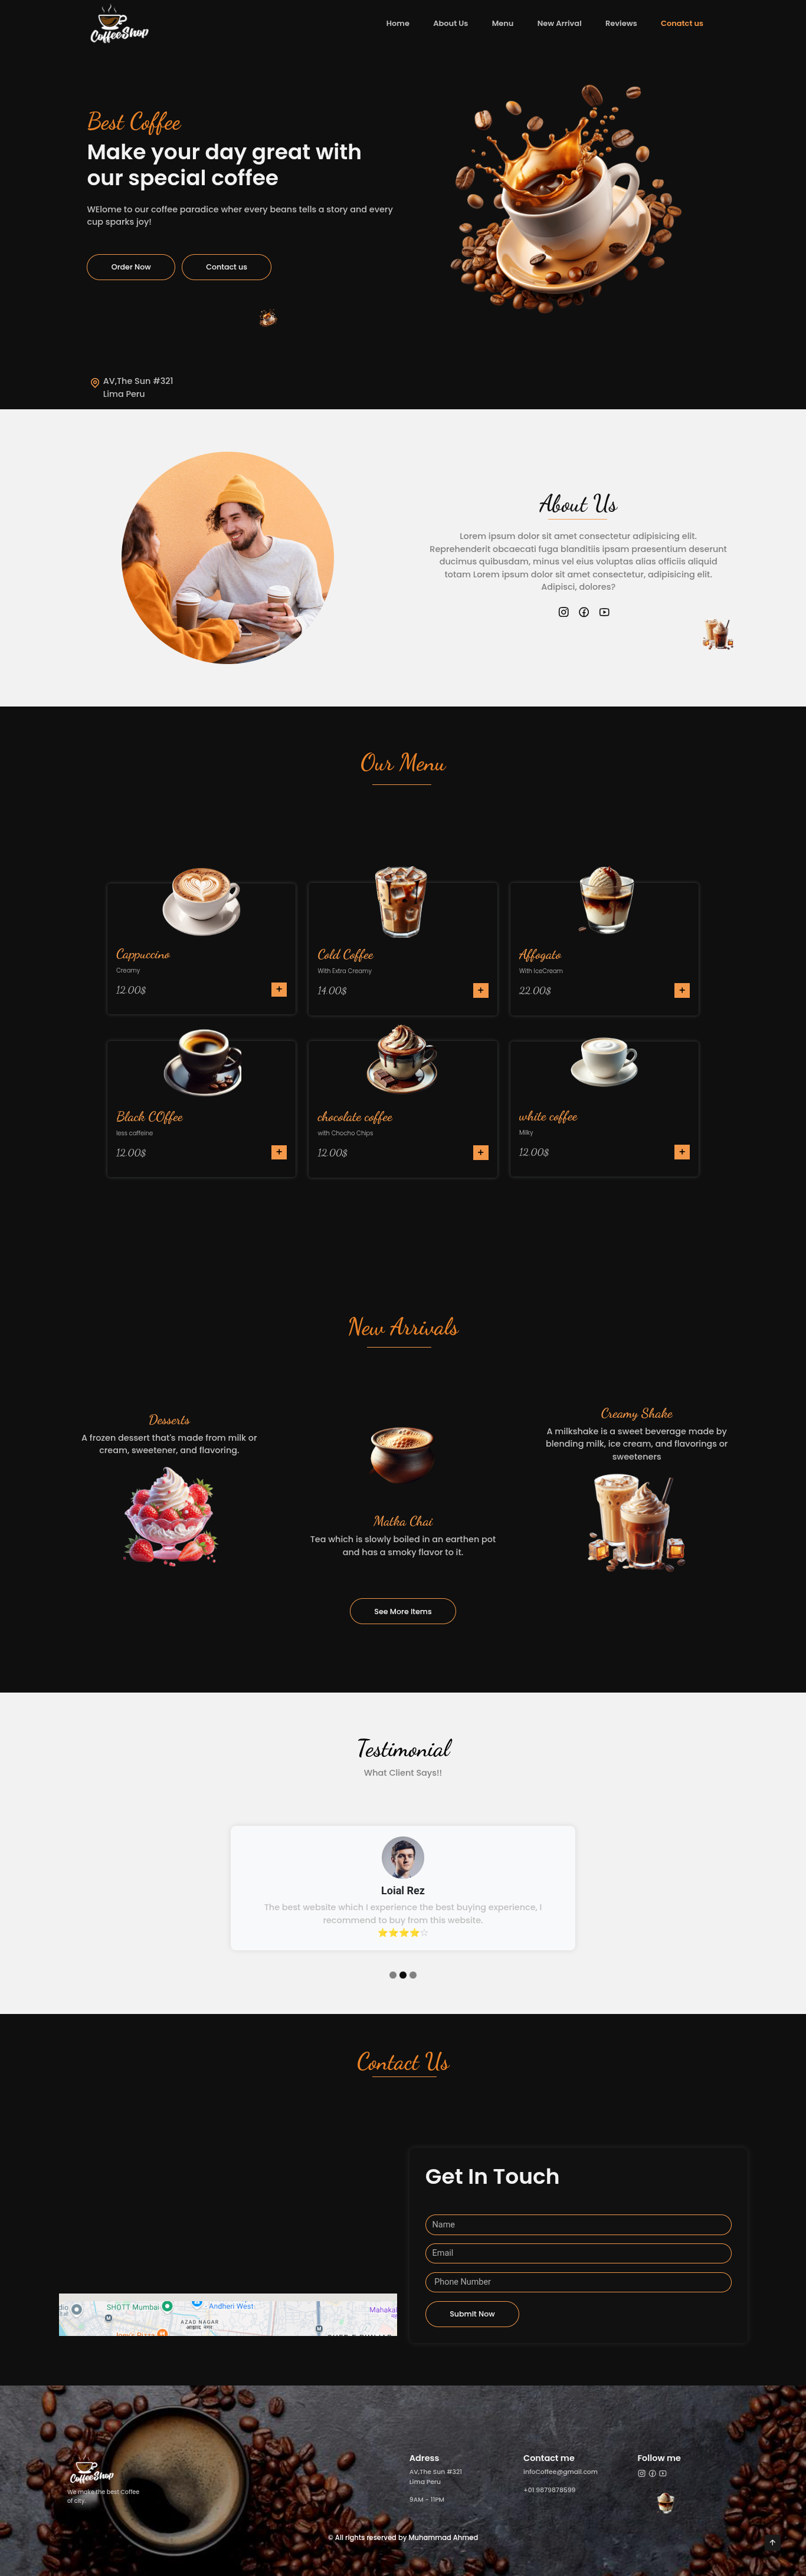 CoffeeShop
Home
About Us
Menu
New Arrival
Reviews
Conatct us
Best Coffee
Make your day great with
our special coffee
WElome to our coffee paradice wher every beans tells a story and every
cup sparks joy!
Order Now
Contact us
AV,The Sun #321
Lima Peru
About Us
Lorem ipsum dolor sit amet consectetur adipisicing elit.
Reprehenderit obcaecati fuga blanditiis ipsam praesentium deserunt
ducimus quibusdam, minus vel eius voluptas alias officiis aliquid
totam Lorem ipsum dolor sit amet consectetur, adipisicing elit.
Adipisci, dolores?
Our Menu
Cappuccino
Creamy
12.00$
+
Cold Coffee
With Extra Creamy
14.00$
+
Affogato
With IceCream
22.00$
+
Black COffee
less caffeine
12.00$
+
chocolate coffee
with Chocho Chips
12.00$
+
white coffee
Milky
12.00$
+
New Arrivals
Desserts
A frozen dessert that's made from milk or
cream, sweetener, and flavoring.
Matka Chai
Tea which is slowly boiled in an earthen pot
and has a smoky flavor to it.
Creamy Shake
A milkshake is a sweet beverage made by
blending milk, ice cream, and flavorings or
sweeteners
See More Items
Testimonial
What Client Says!!
Loial Rez
The best website which I experience the best buying experience, I
recommend to buy from this website.
Contact Us
SHOTT Mumbai
Andheri West
AZAD NAGAR
Mahakal
Get In Touch
Name
Email
Phone Number
Submit Now
CoffeeShop
We make the best Coffee
of city.
Adress
AV,The Sun #321
Lima Peru
9AM - 11PM
Contact me
infoCoffee@gmail.com
+01 9879878599
Follow me
© All rights reserved by Muhammad Ahmed